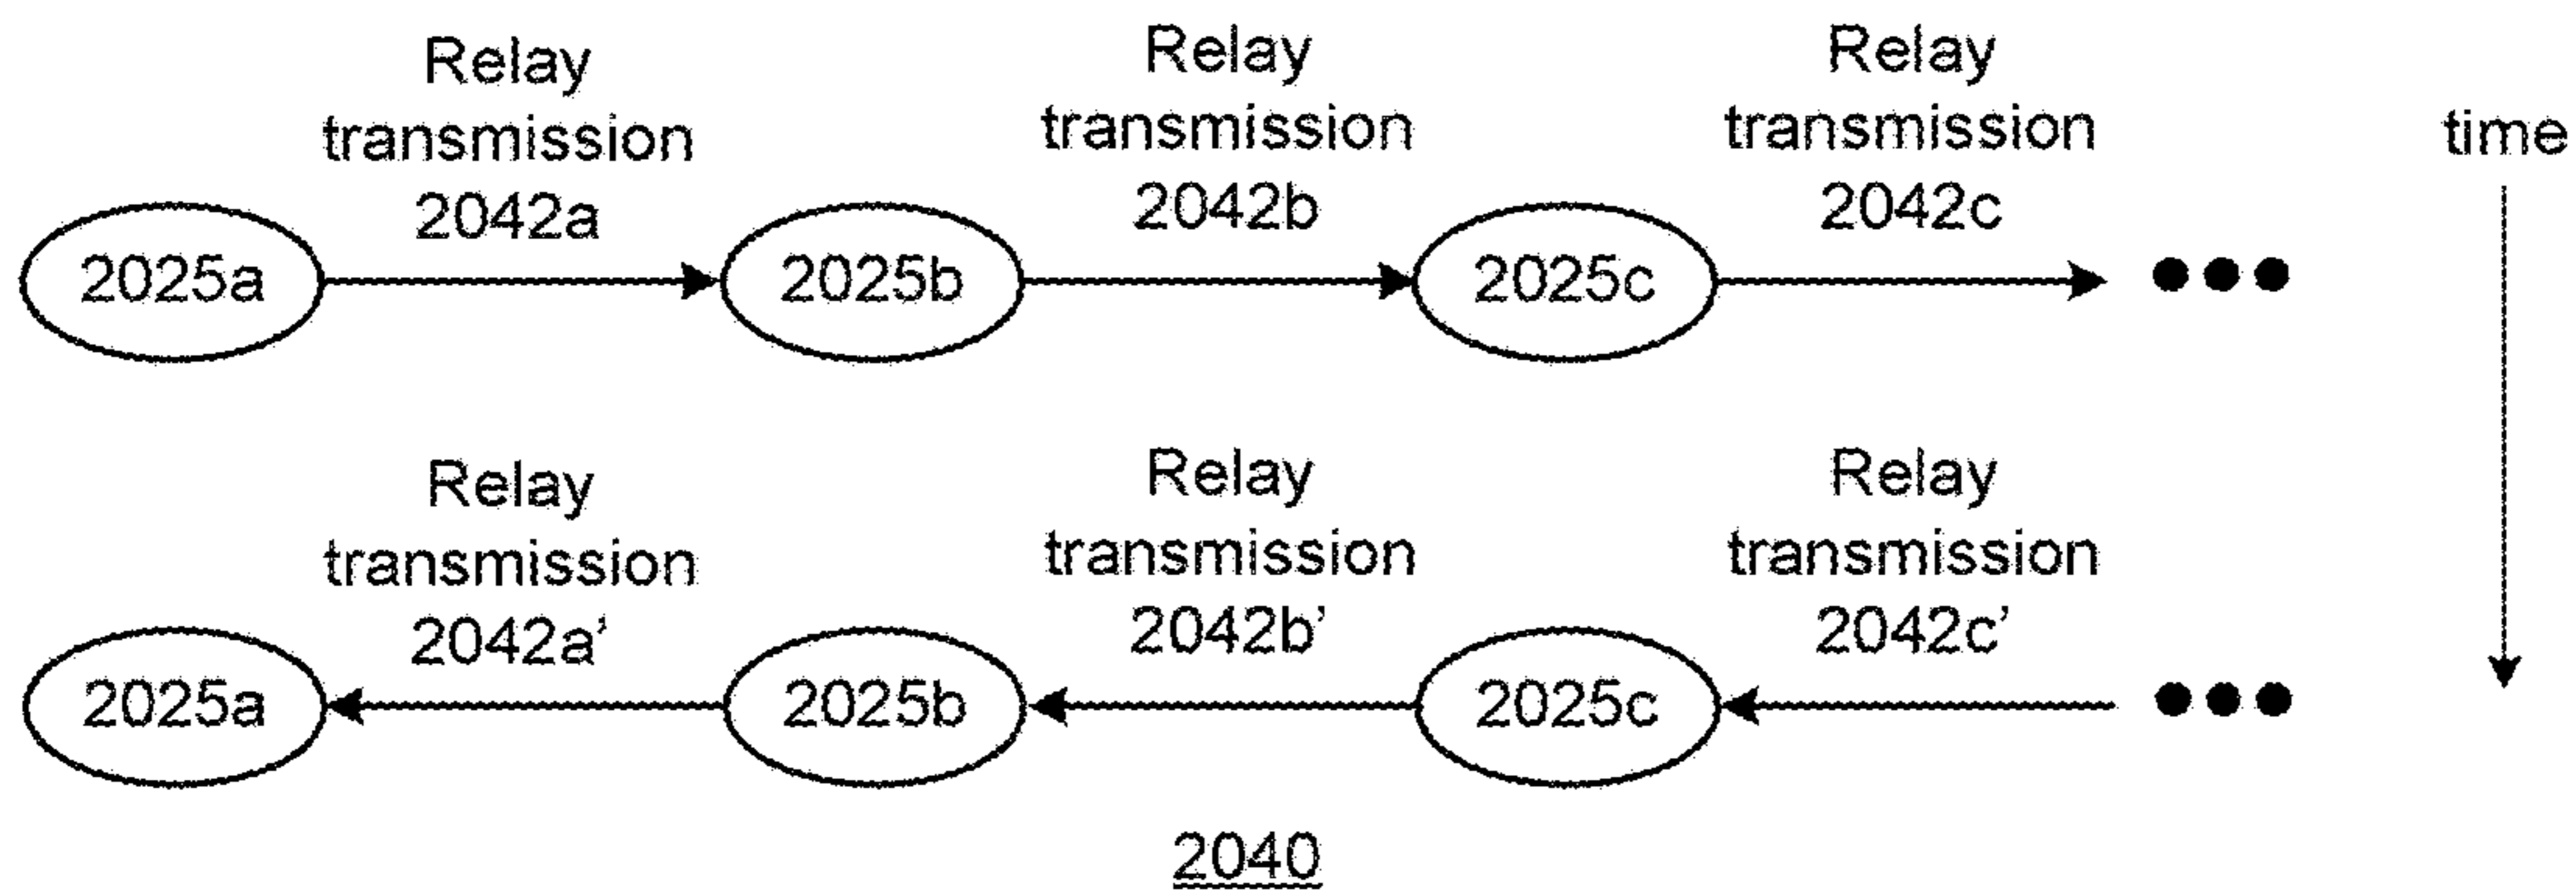 Relay
transmission
2042a
Relay
transmission
2042b
Relay
transmission
2042c
time
2025a
2025b
2025c
Relay
transmission
2042a'
Relay
transmission
2042b'
Relay
transmission
2042c'
2025a
2025b
2025c
2040